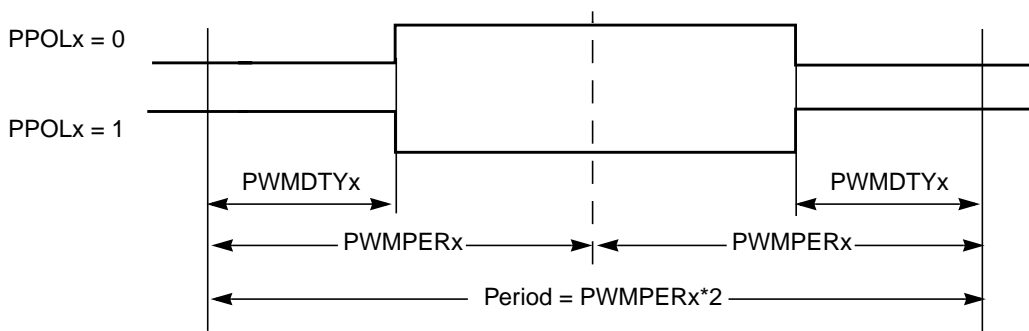 PPOLx = 0
PPOLx = 1
PWMDTYx
PWMDTYx
PWMPERx
PWMPERx
Period = PWMPERx*2